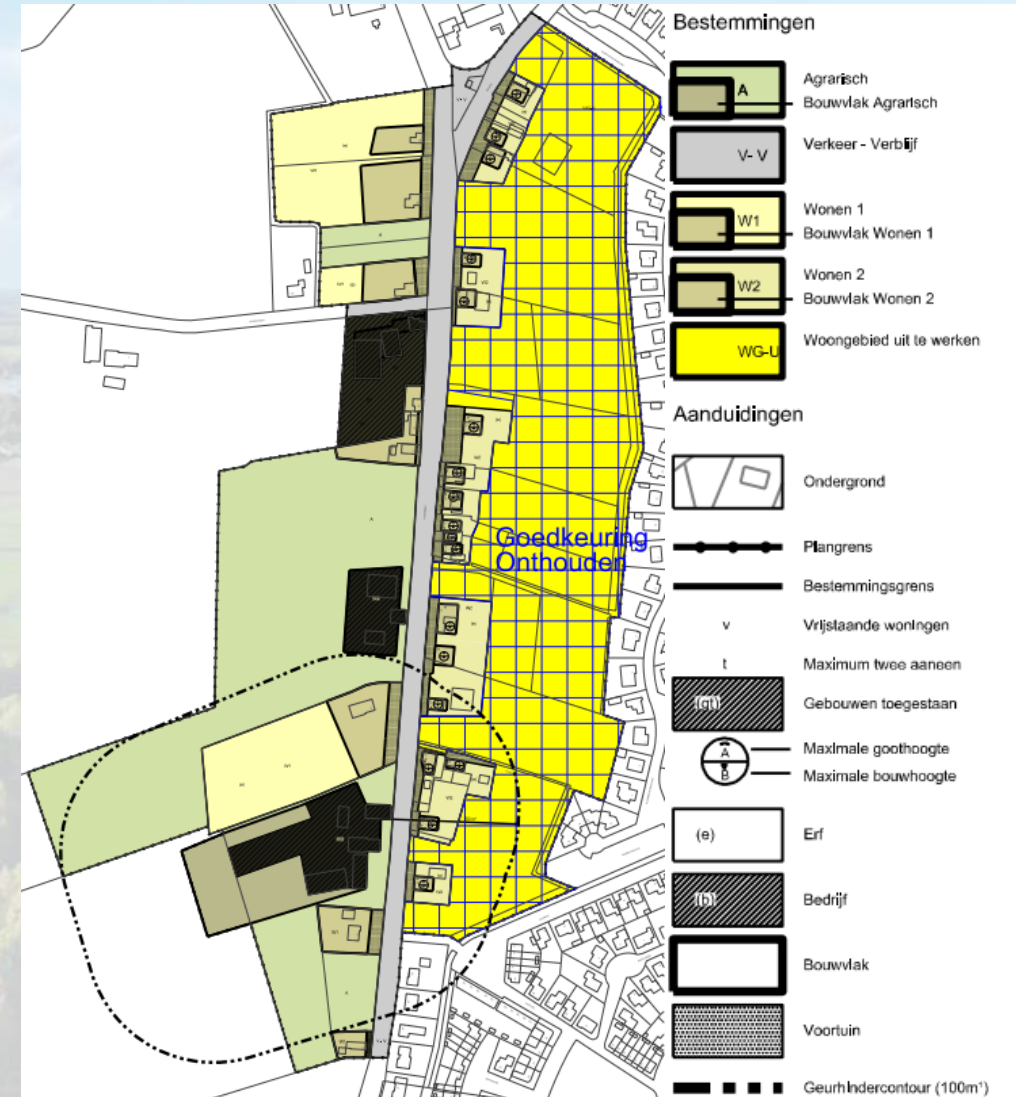 Goedkeuring
Onthouden
Bestemmingen
A
Agrarisch
Bouwvlak Agrarisch
V- V
Verkeer - Verblijf
W1
Wonen 1
Bouwvlak Wonen 1
W2
Wonen 2
Bouwvlak Wonen 2
WG-U
Woongebied uit te werken
Aanduidingen
Ondergrond
Plangrens
Bestemmingsgrens
v
Vrijstaande woningen
t
Maximum twee aaneen
(gt)
Gebouwen toegestaan
A
Maximale goothoogte
B
Maximale bouwhoogte
(e)
Erf
(b)
Bedrijf
Bouwvlak
Voortuin
Geurhindercontour (100m¹)